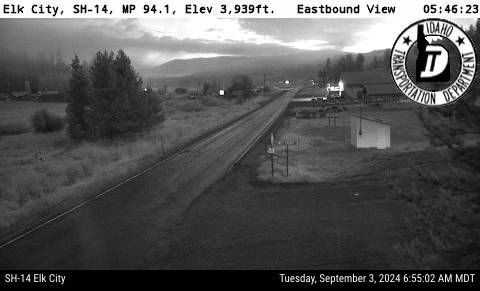 Elk City, SH-14, MP 94.1, Elev 3,939ft. Eastbound View 05:46:23
IDAHO
TRANSPORTATION DEPARTMENT
SH-14 Elk City Tuesday, September 3, 2024 6:55:02 AM MDT